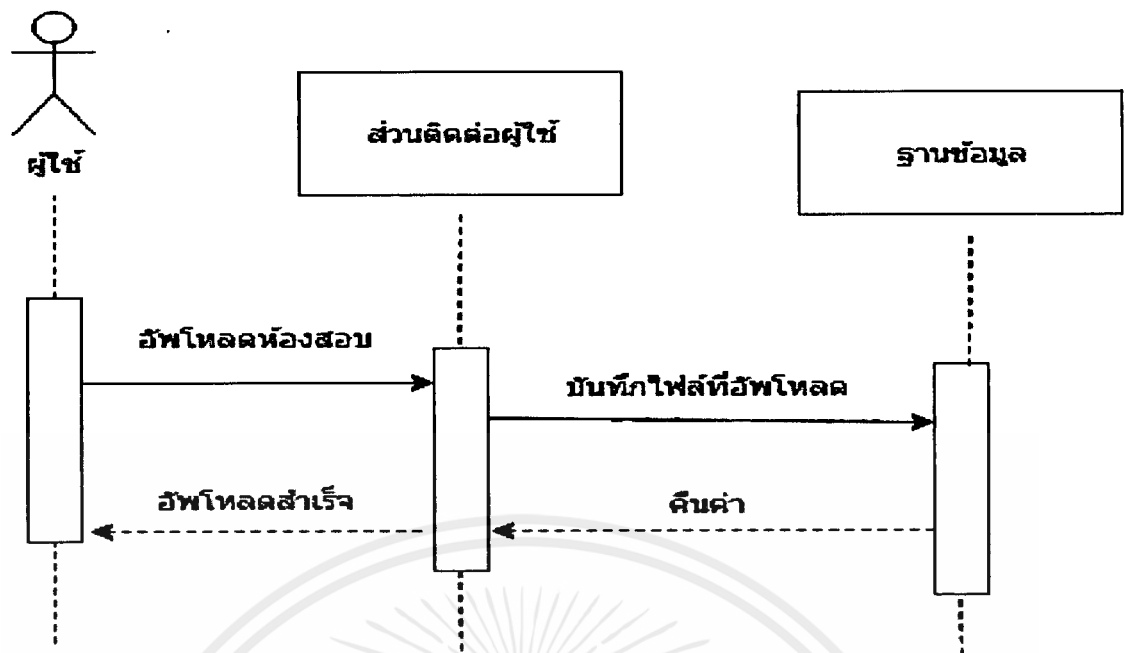 ผู้ใช้
ส่วนติดต่อผู้ใช้
ฐานข้อมูล
อัพโหลดห้องสอบ
บันทึกไฟล์ที่อัพโหลด
อัพโหลดสำเร็จ
คืนค่า